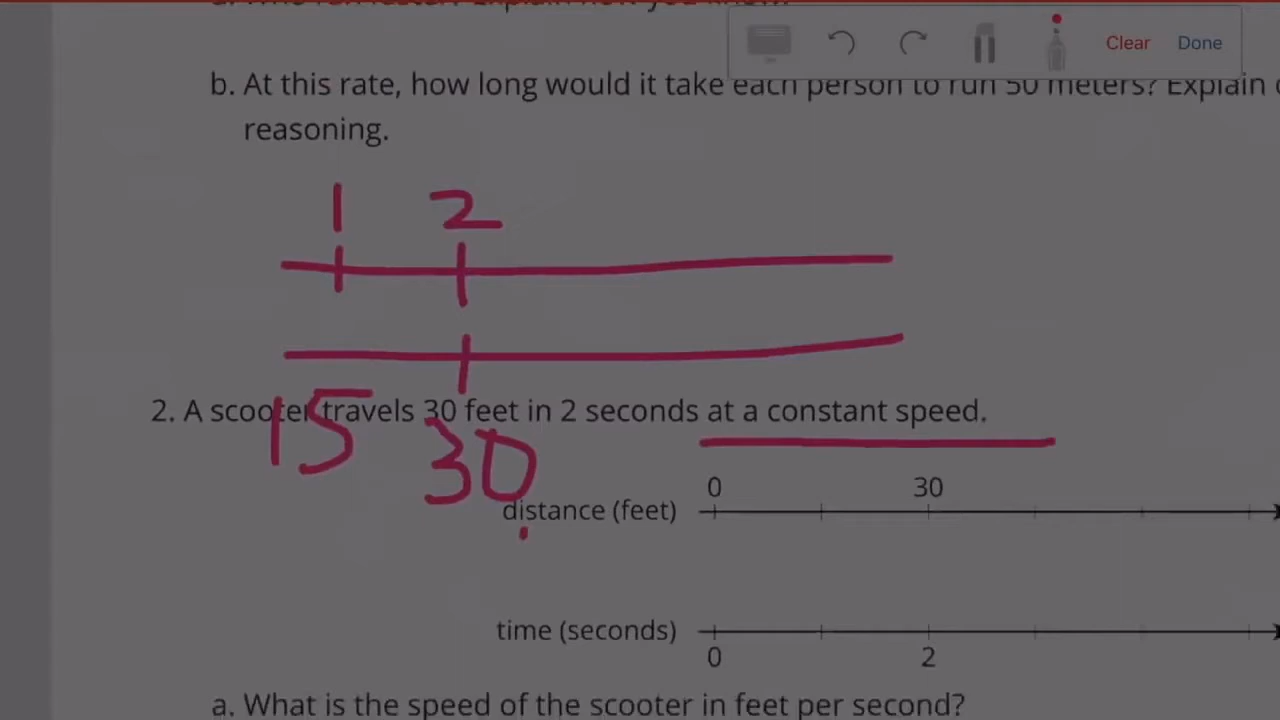 Clear Done
b. At this rate, how long would it take each person to run 50 meters? Explain
reasoning.
1 2
2. A scooter travels 30 feet in 2 seconds at a constant speed.
15 30
0 30
distance (feet)
time (seconds)
0 2
a. What is the speed of the scooter in feet per second?